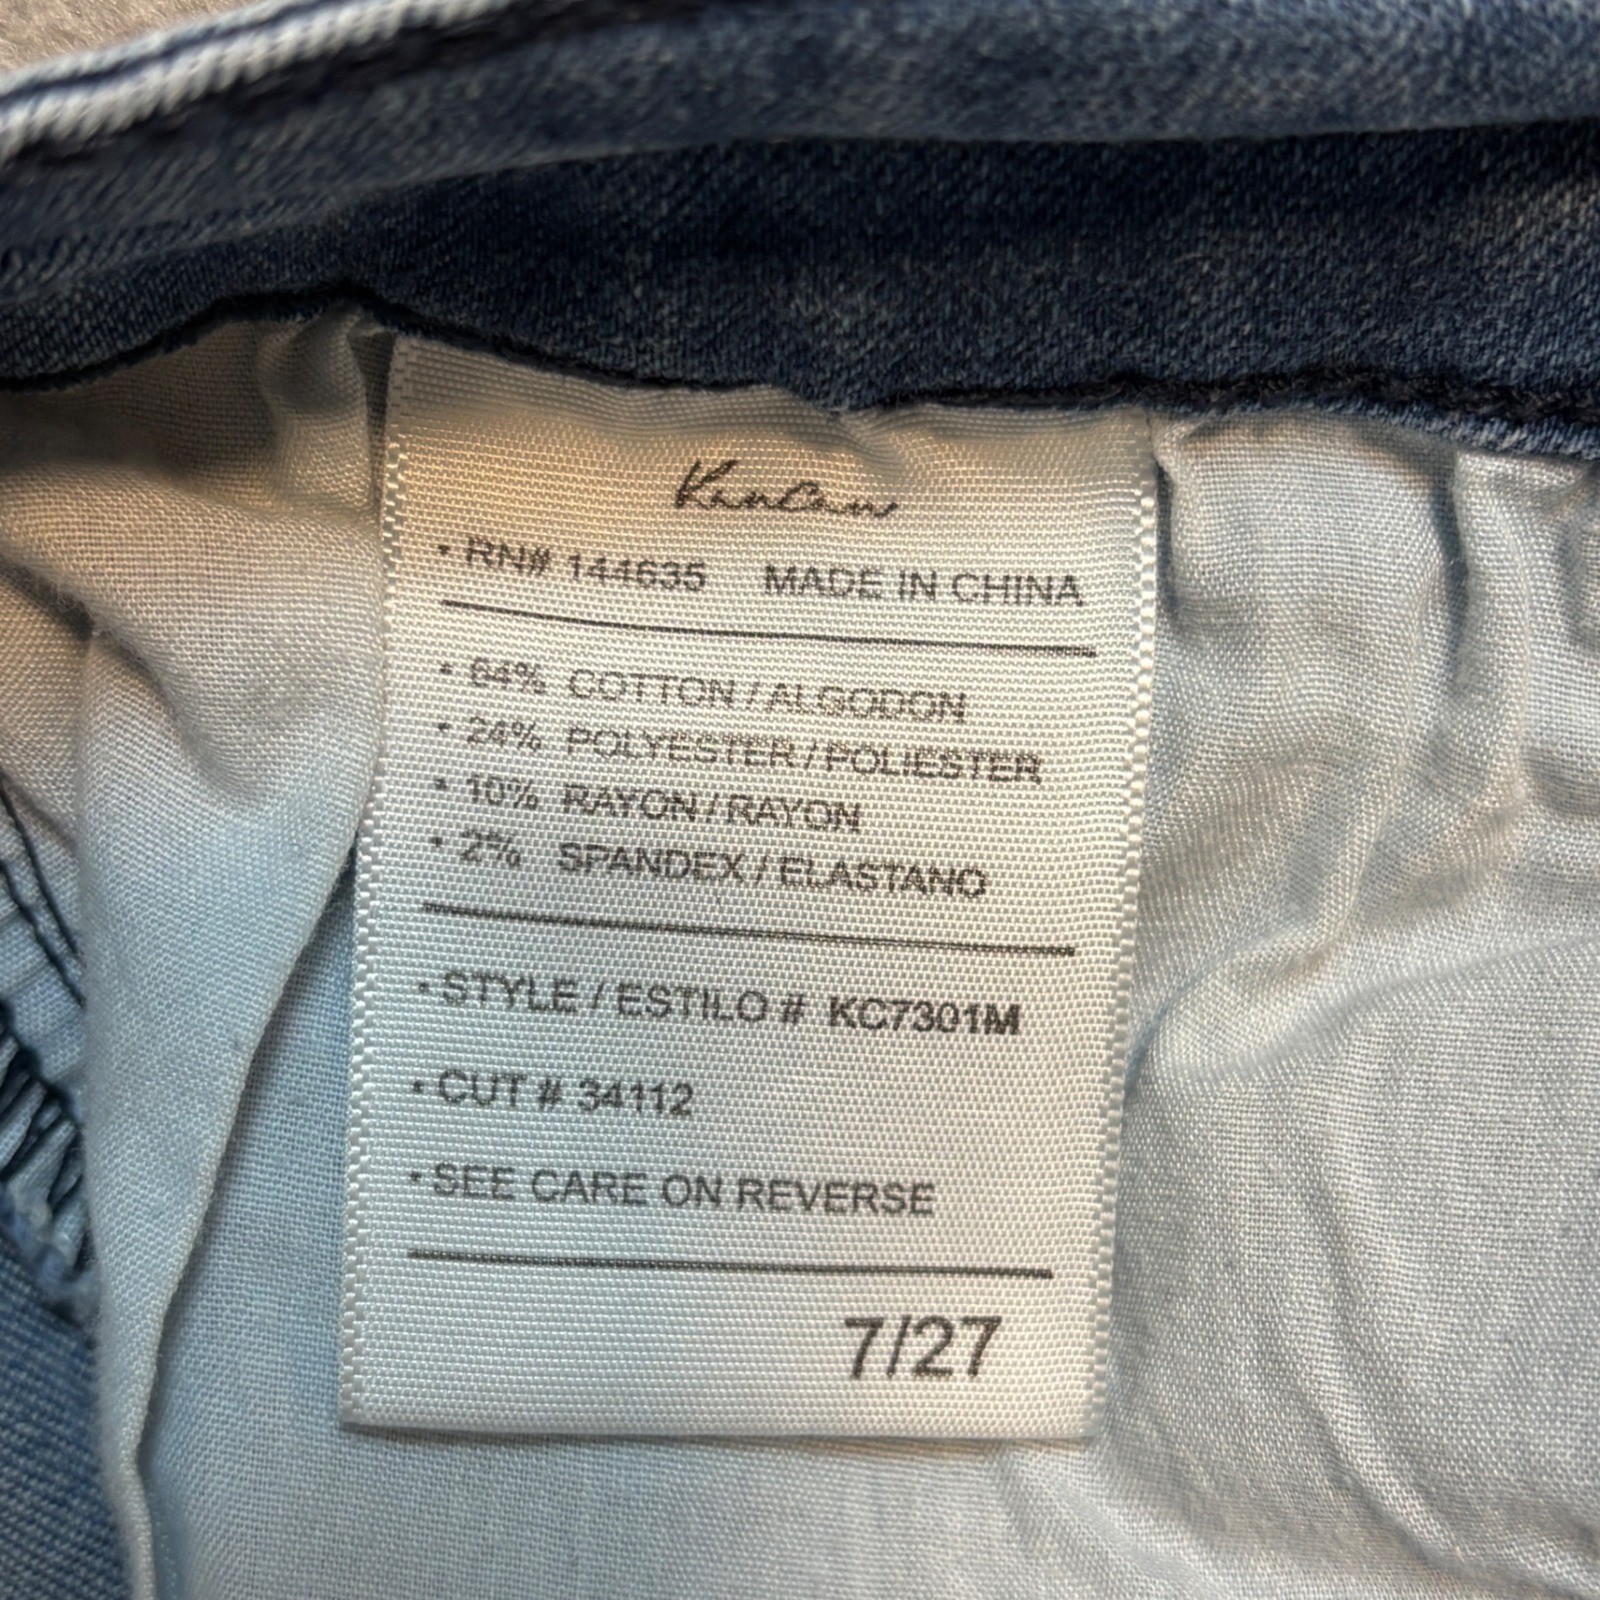 KanCan
• RN# 144635 MADE IN CHINA
• 64% COTTON / ALGODON
• 24% POLYESTER / POLIESTER
• 10% RAYON / RAYON
• 2% SPANDEX / ELASTANO
• STYLE / ESTILO # KC7301M
• CUT # 34112
• SEE CARE ON REVERSE
7/27